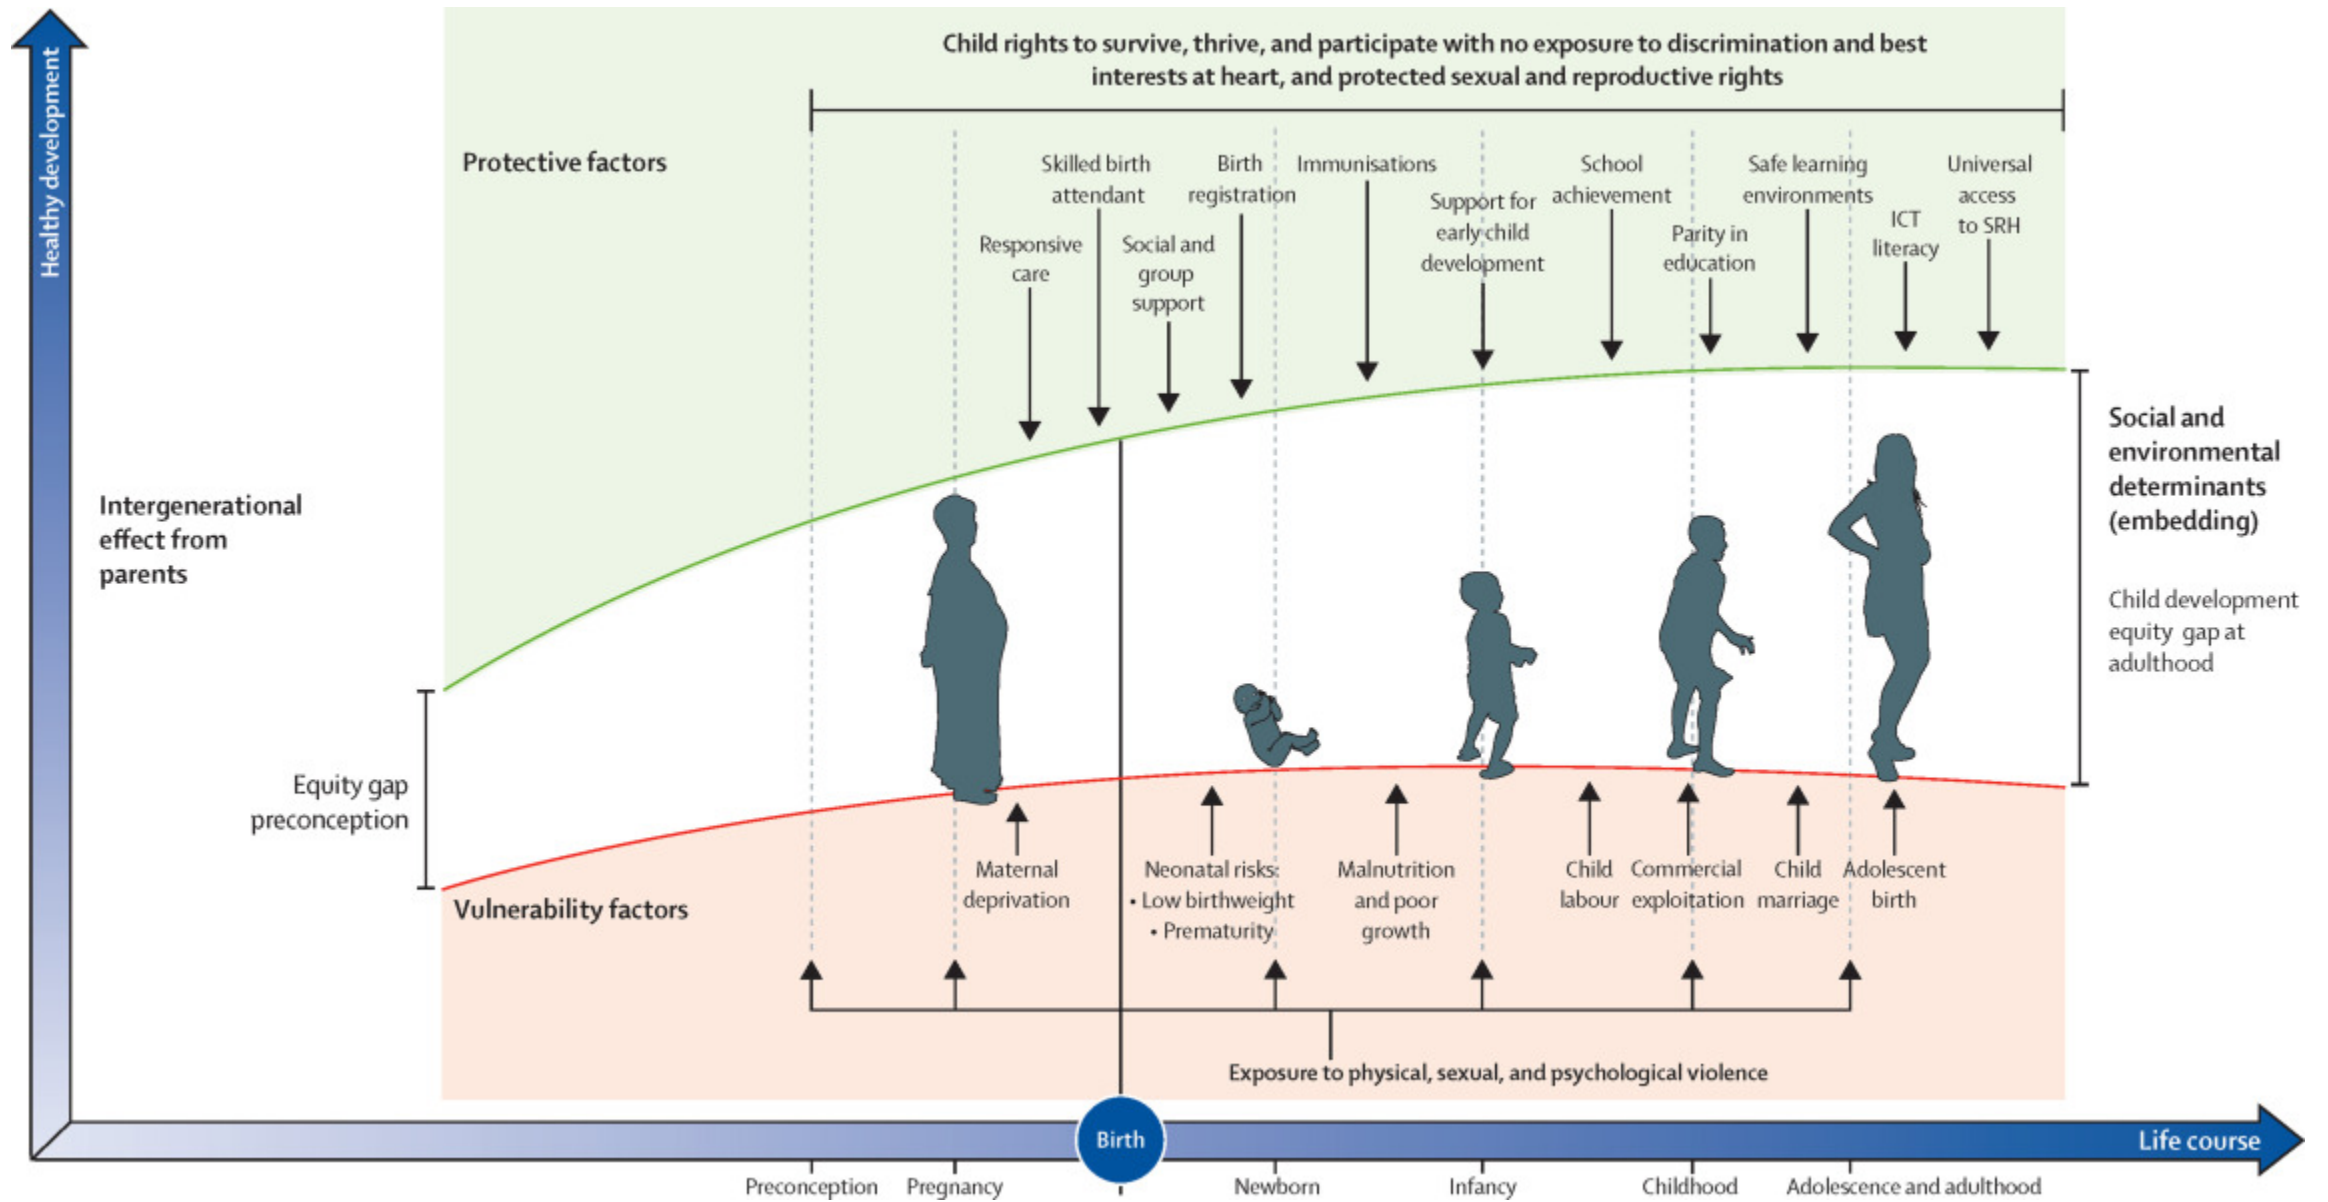 Healthy development
Child rights to survive, thrive, and participate with no exposure to discrimination and best
interests at heart, and protected sexual and reproductive rights
Protective factors
Responsive
care
Skilled birth
attendant
Social and
group
support
Birth
registration
Immunisations
Support for
early child
development
School
achievement
Parity in
education
Safe learning
environments
ICT
literacy
Universal
access
to SRH
Intergenerational
effect from
parents
Social and
environmental
determinants
(embedding)
Child development
equity gap at
adulthood
Equity gap
preconception
Vulnerability factors
Maternal
deprivation
Neonatal risks:
• Low birthweight
• Prematurity
Malnutrition
and poor
growth
Child
labour
Commercial
exploitation
Child
marriage
Adolescent
birth
Exposure to physical, sexual, and psychological violence
Birth
Life course
Preconception
Pregnancy
Newborn
Infancy
Childhood
Adolescence and adulthood